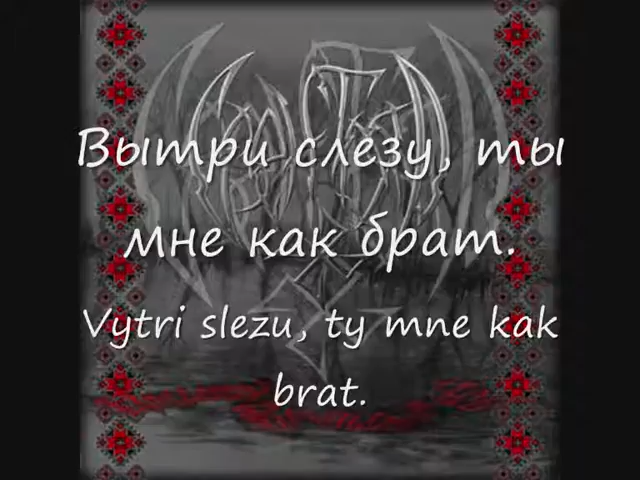 Вытри слезу, ты
мне как брат.
Vytri slezu, ty mne kak
brat.